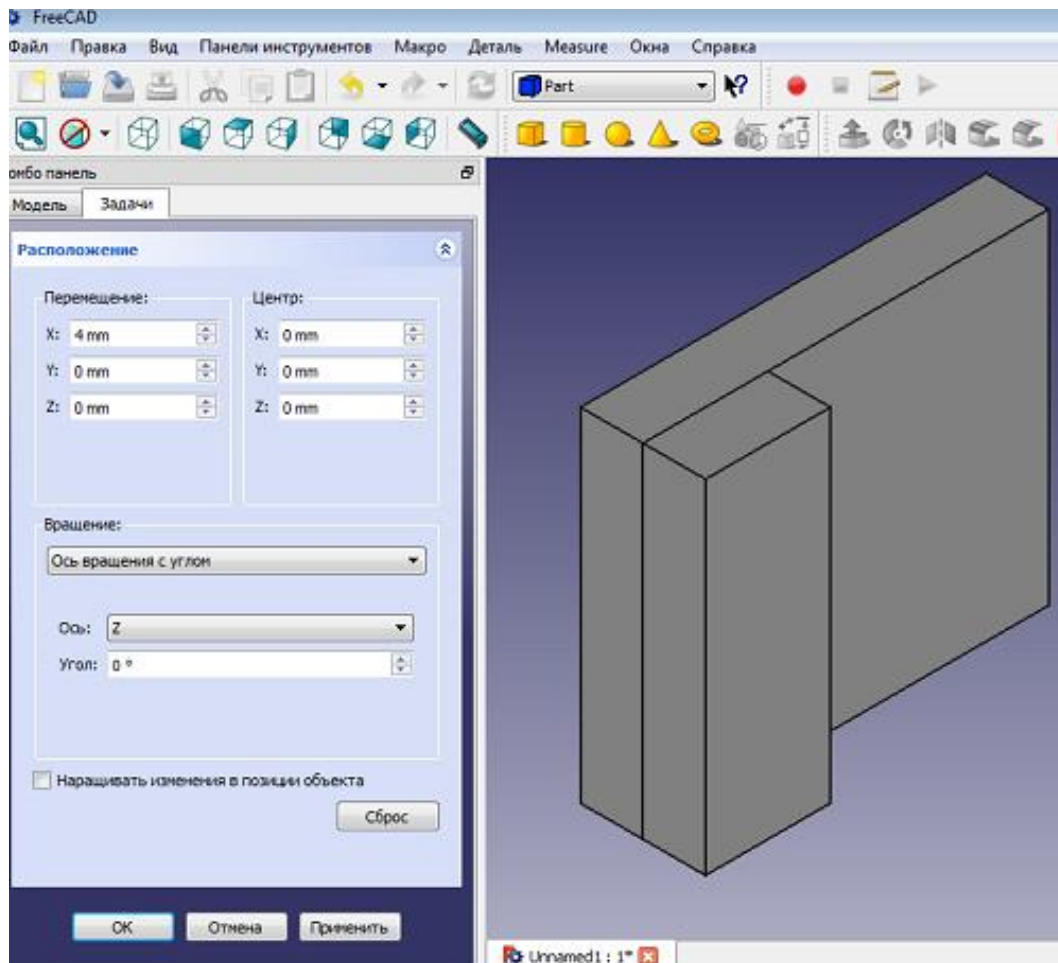 FreeCAD
Файл Правка Вид Панели инструментов Макро Деталь Measure Окна Справка
Part
омбо панель
Модель Задачи
Расположение
Перемещение: Центр:
X: 4 mm X: 0 mm
Y: 0 mm Y: 0 mm
Z: 0 mm Z: 0 mm
Вращение:
Ось вращения с углом
Ось: Z
Угол: 0 °
Наращивать изменения в позиции объекта
Сброс
OK Отмена Применить
Unnamed1 : 1*